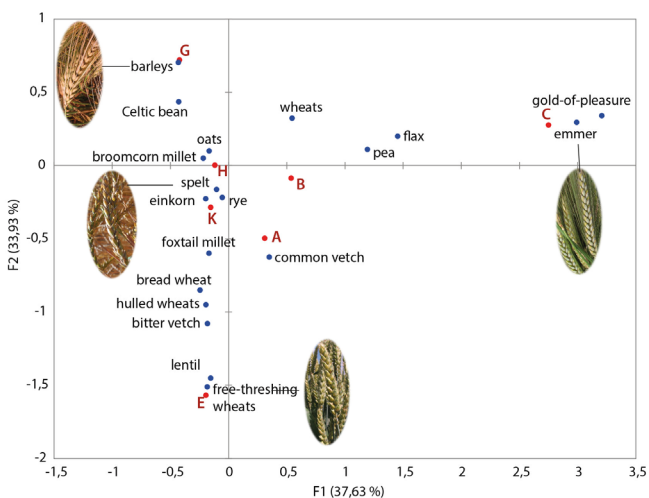 1
G
barleys
0,5
Celtic bean
wheats
gold-of-pleasure
C
emmer
oats
flax
broomcorn millet
pea
0
H
spelt
B
einkorn
rye
K
-0,5
foxtail millet
A
common vetch
bread wheat
-1
hulled wheats
bitter vetch
lentil
-1,5
free-threshing
E
wheats
-2
-1,5
-1
-0,5
0
0,5
1
1,5
2
2,5
3
3,5
F1 (37,63 %)
F2 (33,93 %)